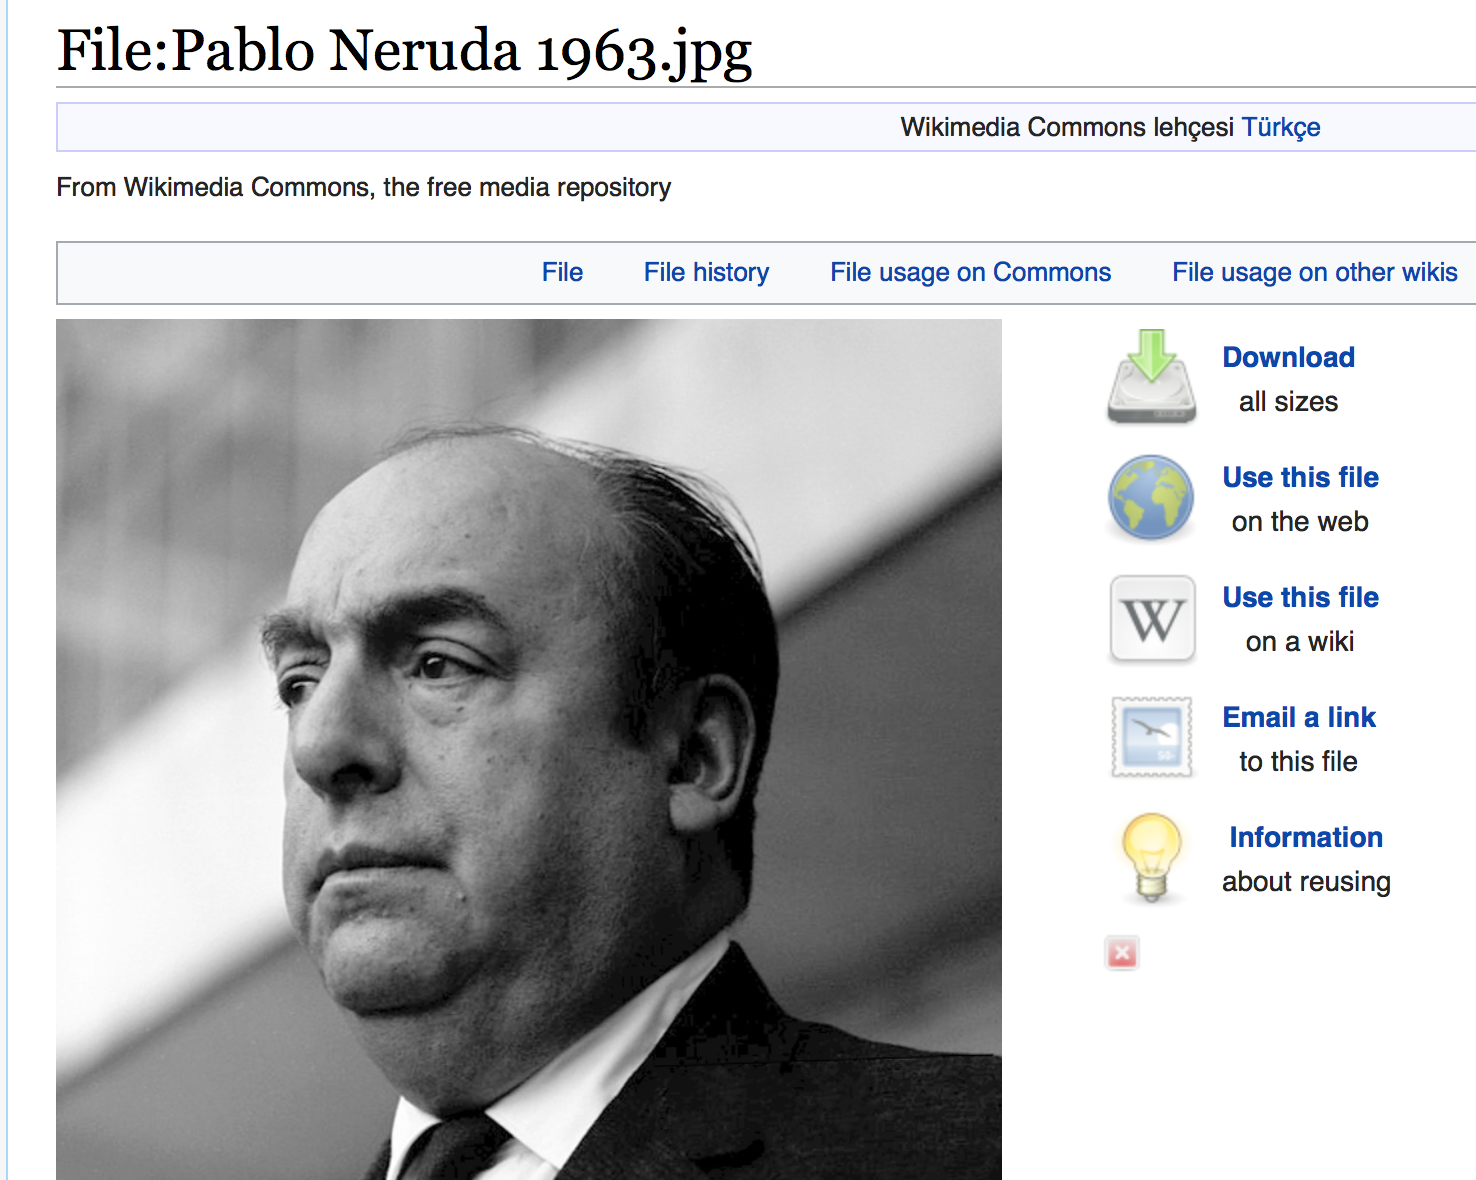 File:Pablo Neruda 1963.jpg
Wikimedia Commons lehçesi Türkçe
From Wikimedia Commons, the free media repository
File File history File usage on Commons File usage on other wikis
Download
all sizes
Use this file
on the web
W
Use this file
on a wiki
Email a link
to this file
50-
Information
about reusing